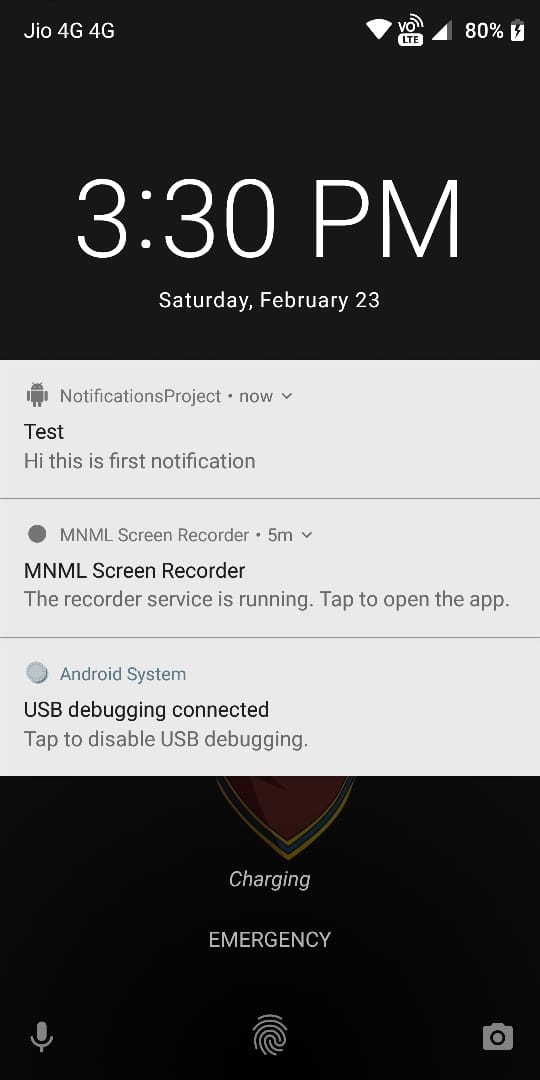 Jio 4G 4G VO LTE 80%
3:30 PM
Saturday, February 23
NotificationsProject • now
Test
Hi this is first notification
MNML Screen Recorder • 5m
MNML Screen Recorder
The recorder service is running. Tap to open the app.
Android System
USB debugging connected
Tap to disable USB debugging.
Charging
EMERGENCY